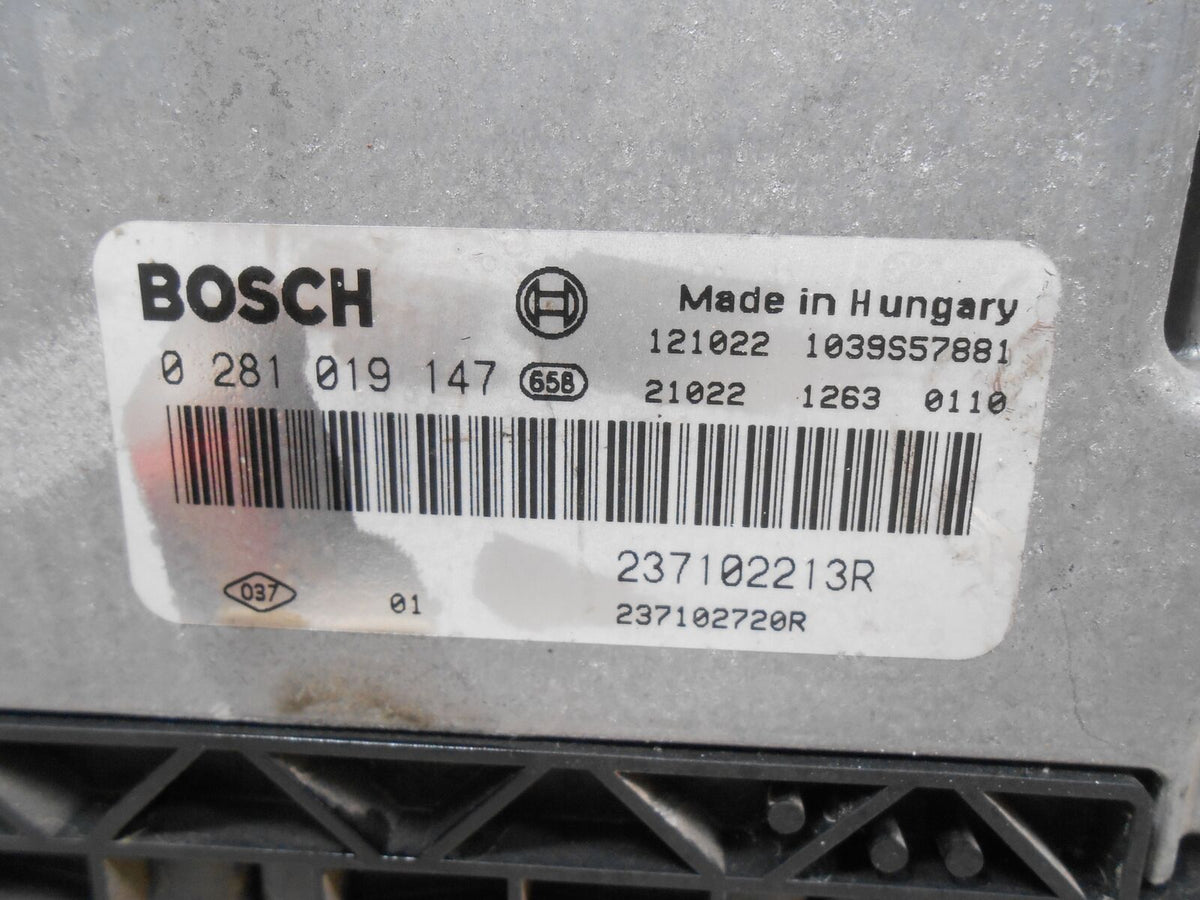 BOSCH
Made in Hungary
121022 1039S57881
0 281 019 147 658
21022 1263 0110
237102213R
037 01
237102720R